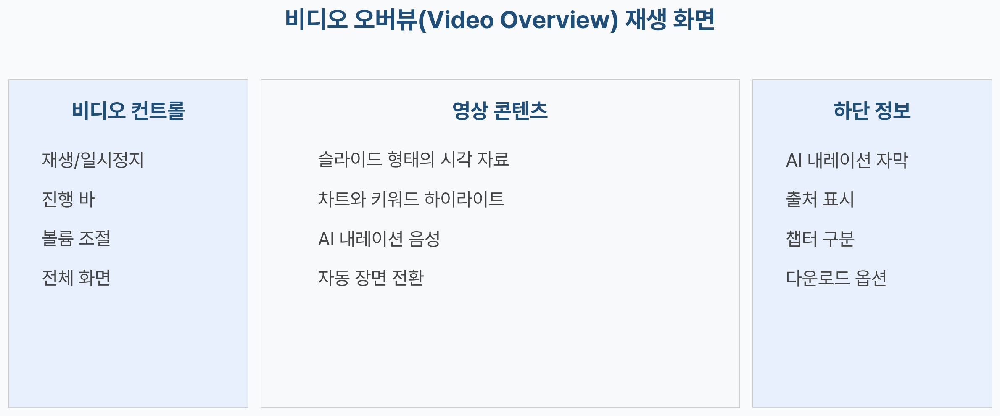 비디오 오버뷰(Video Overview) 재생 화면
비디오 컨트롤
재생/일시정지
진행 바
볼륨 조절
전체 화면
영상 콘텐츠
슬라이드 형태의 시각 자료
차트와 키워드 하이라이트
AI 내레이션 음성
자동 장면 전환
하단 정보
AI 내레이션 자막
출처 표시
챕터 구분
다운로드 옵션